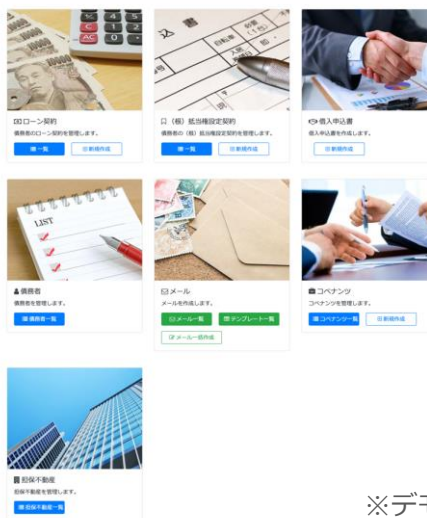 ローン契約
債務者のローン契約を管理します。
一覧
新規作成
（根）抵当権設定契約
債務者の（根）抵当権設定契約を管理します。
一覧
新規作成
借入申込書
借入申込書を作成します。
新規作成
LIST
債務者
債務者を管理します。
債務者一覧
メール
メールを作成します。
メール一覧
テンプレート一覧
メール一括作成
コベナンツ
コベナンツを管理します。
コベナンツ一覧
新規作成
担保不動産
担保不動産を管理します。
担保不動産一覧
※デモ